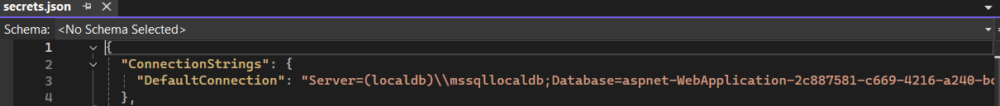 secrets.json
Schema: <No Schema Selected>
1 {
2 "ConnectionStrings": {
3 "DefaultConnection": "Server=(localdb)\\mssqllocaldb;Database=aspnet-WebApplication-2c887581-c669-4216-a240-bc
4 },